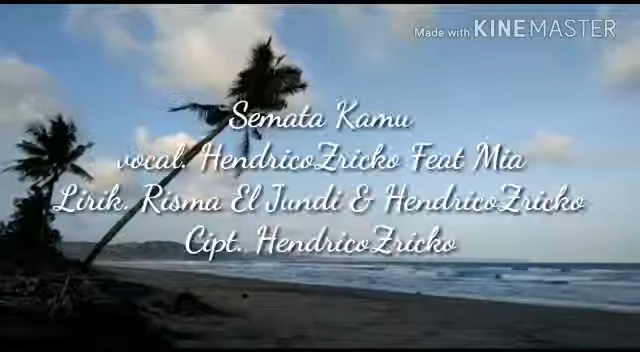 Made with KINEMASTER
Semata Kamu
vocal. HendricoZricko Feat Mia
Lirik. Risma El Jundi & HendricoZricko
Cipt. HendricoZricko